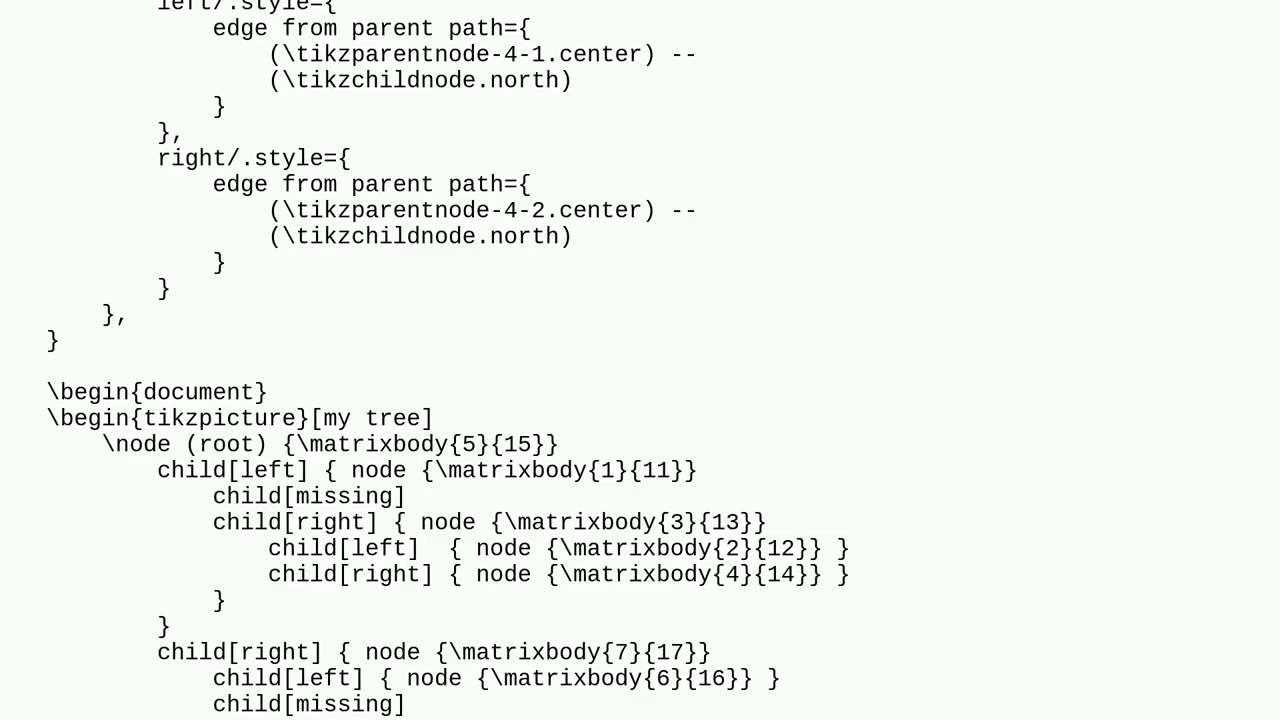 left/.style={
edge from parent path={
(\tikzparentnode-4-1.center) --
(\tikzchildnode.north)
}
},
right/.style={
edge from parent path={
(\tikzparentnode-4-2.center) --
(\tikzchildnode.north)
}
}
},
}
\begin{document}
\begin{tikzpicture}[my tree]
\node (root) {\matrixbody{5}{15}}
child[left] { node {\matrixbody{1}{11}}
child[missing]
child[right] { node {\matrixbody{3}{13}}
child[left]  { node {\matrixbody{2}{12}} }
child[right] { node {\matrixbody{4}{14}} }
}
}
child[right] { node {\matrixbody{7}{17}}
child[left] { node {\matrixbody{6}{16}} }
child[missing]